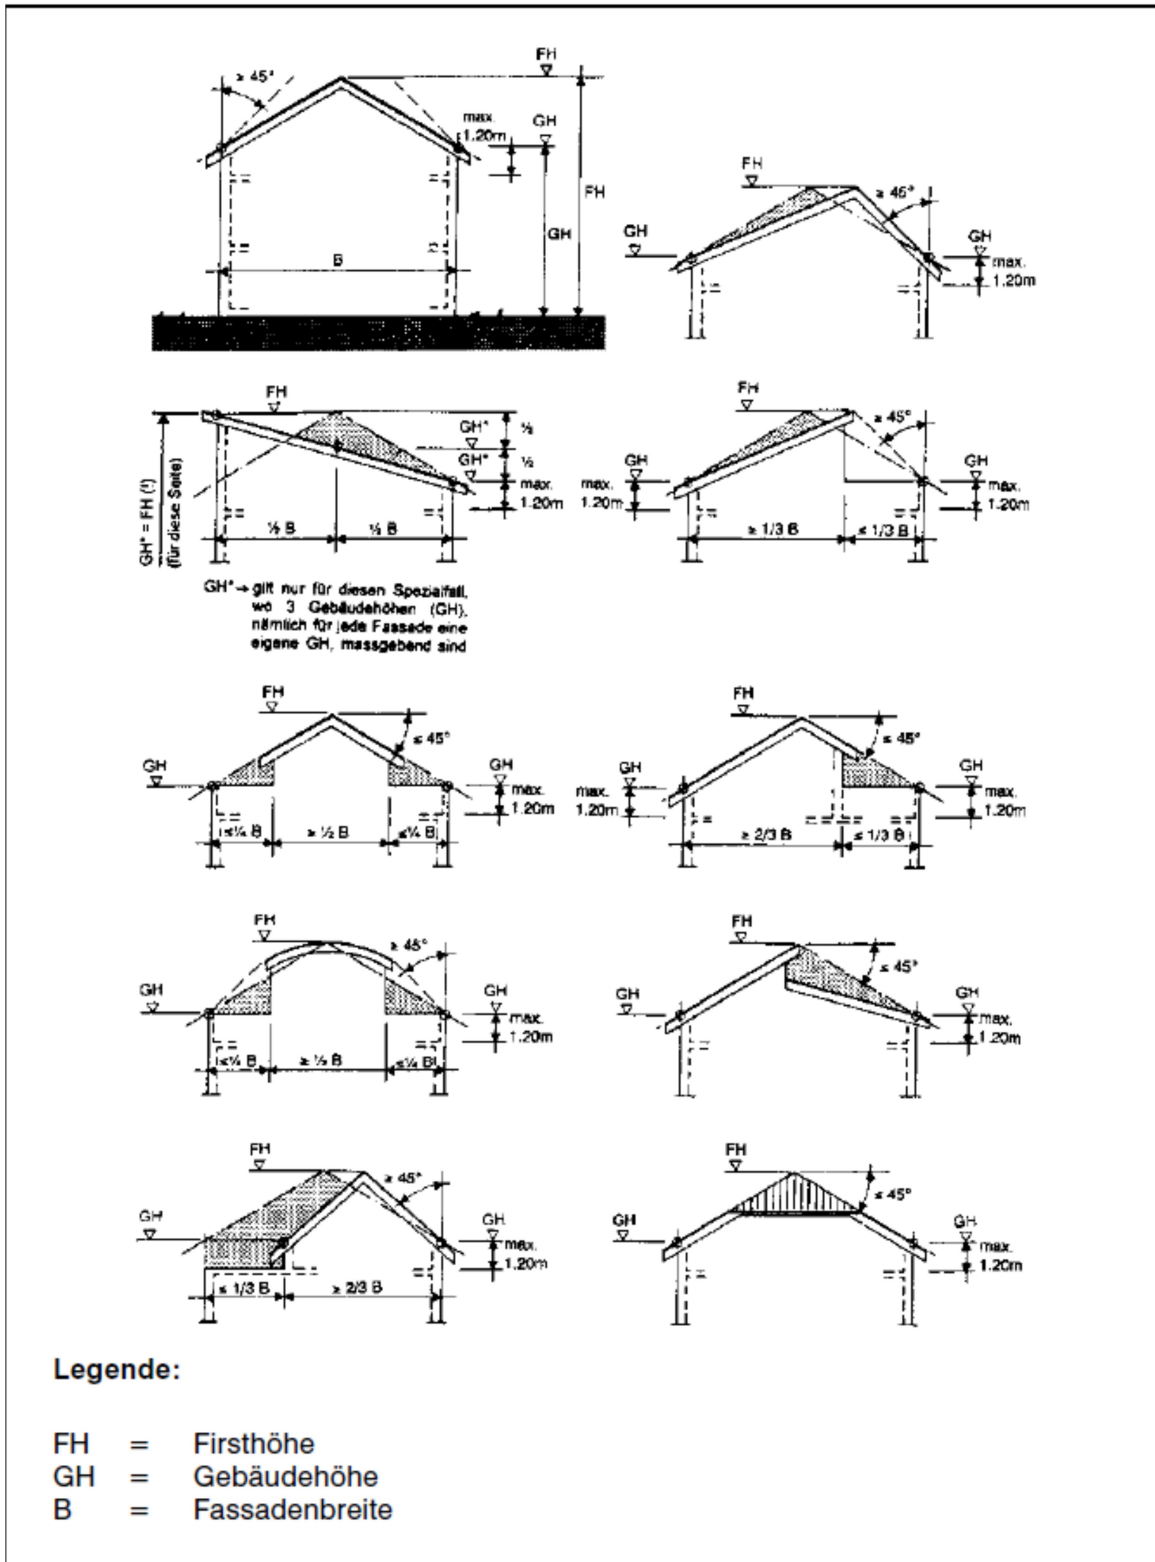 FH
≥ 45°
max.
1.20m
GH
FH
GH
B
FH
≥ 45°
GH
GH
max.
1.20m
FH
GH* = FH (!)
(für diese Seite)
GH*
½
GH*
½
max.
1.20m
½ B
½ B
GH* → gilt nur für diesen Spezialfall,
wo 3 Gebäudehöhen (GH),
nämlich für jede Fassade eine
eigene GH, massgebend sind
FH
≥ 45°
GH
max.
1.20m
GH
max.
1.20m
≥ 1/3 B
≤ 1/3 B
FH
≤ 45°
GH
GH
max.
1.20m
≤¼ B
≥ ½ B
≤¼ B
FH
≤ 45°
GH
max.
1.20m
GH
max.
1.20m
≥ 2/3 B
≤ 1/3 B
FH
≥ 45°
GH
GH
max.
1.20m
≤¼ B
≥ ½ B
≤¼ B
FH
≤ 45°
GH
GH
max.
1.20m
FH
≥ 45°
GH
GH
max.
1.20m
≤ 1/3 B
≥ 2/3 B
FH
≤ 45°
GH
GH
max.
1.20m
Legende:
FH = Firsthöhe
GH = Gebäudehöhe
B = Fassadenbreite